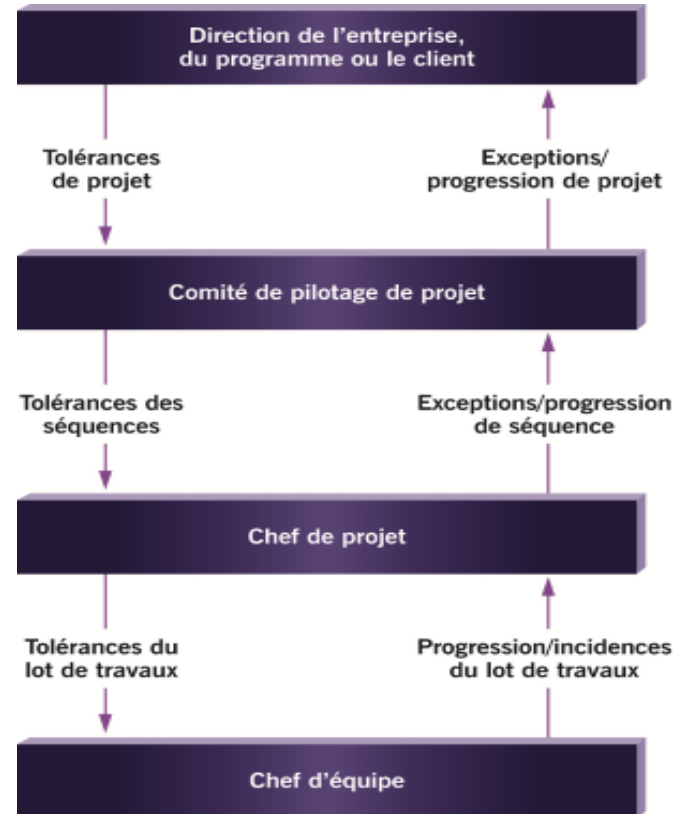 Direction de l'entreprise,
du programme ou le client
Tolérances
de projet
Exceptions/
progression de projet
Comité de pilotage de projet
Tolérances des
séquences
Exceptions/progression
de séquence
Chef de projet
Tolérances du
lot de travaux
Progression/incidences
du lot de travaux
Chef d'équipe